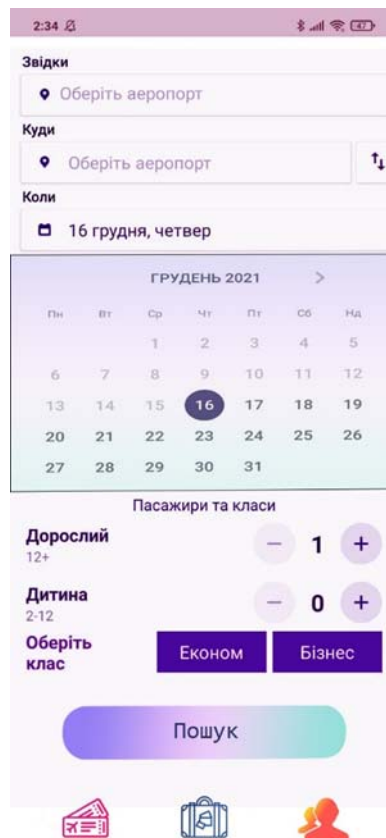 2:34
47
Звідки
Оберіть аеропорт
Куди
Оберіть аеропорт
Коли
16 грудня, четвер
ГРУДЕНЬ 2021 >
Пн Вт Ср Чт Пт Сб Нд
1 2 3 4 5
6 7 8 9 10 11 12
13 14 15 16 17 18 19
20 21 22 23 24 25 26
27 28 29 30 31
Пасажири та класи
Дорослий
− 1 +
12+
Дитина
− 0 +
2-12
Оберіть
клас
Економ Бізнес
Пошук